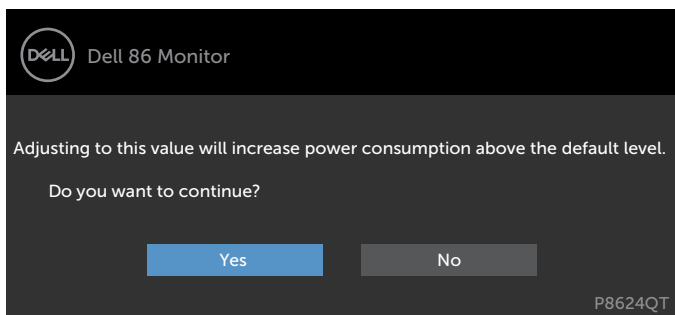 DELL
Dell 86 Monitor
Adjusting to this value will increase power consumption above the default level.
Do you want to continue?
Yes
No
P8624QT